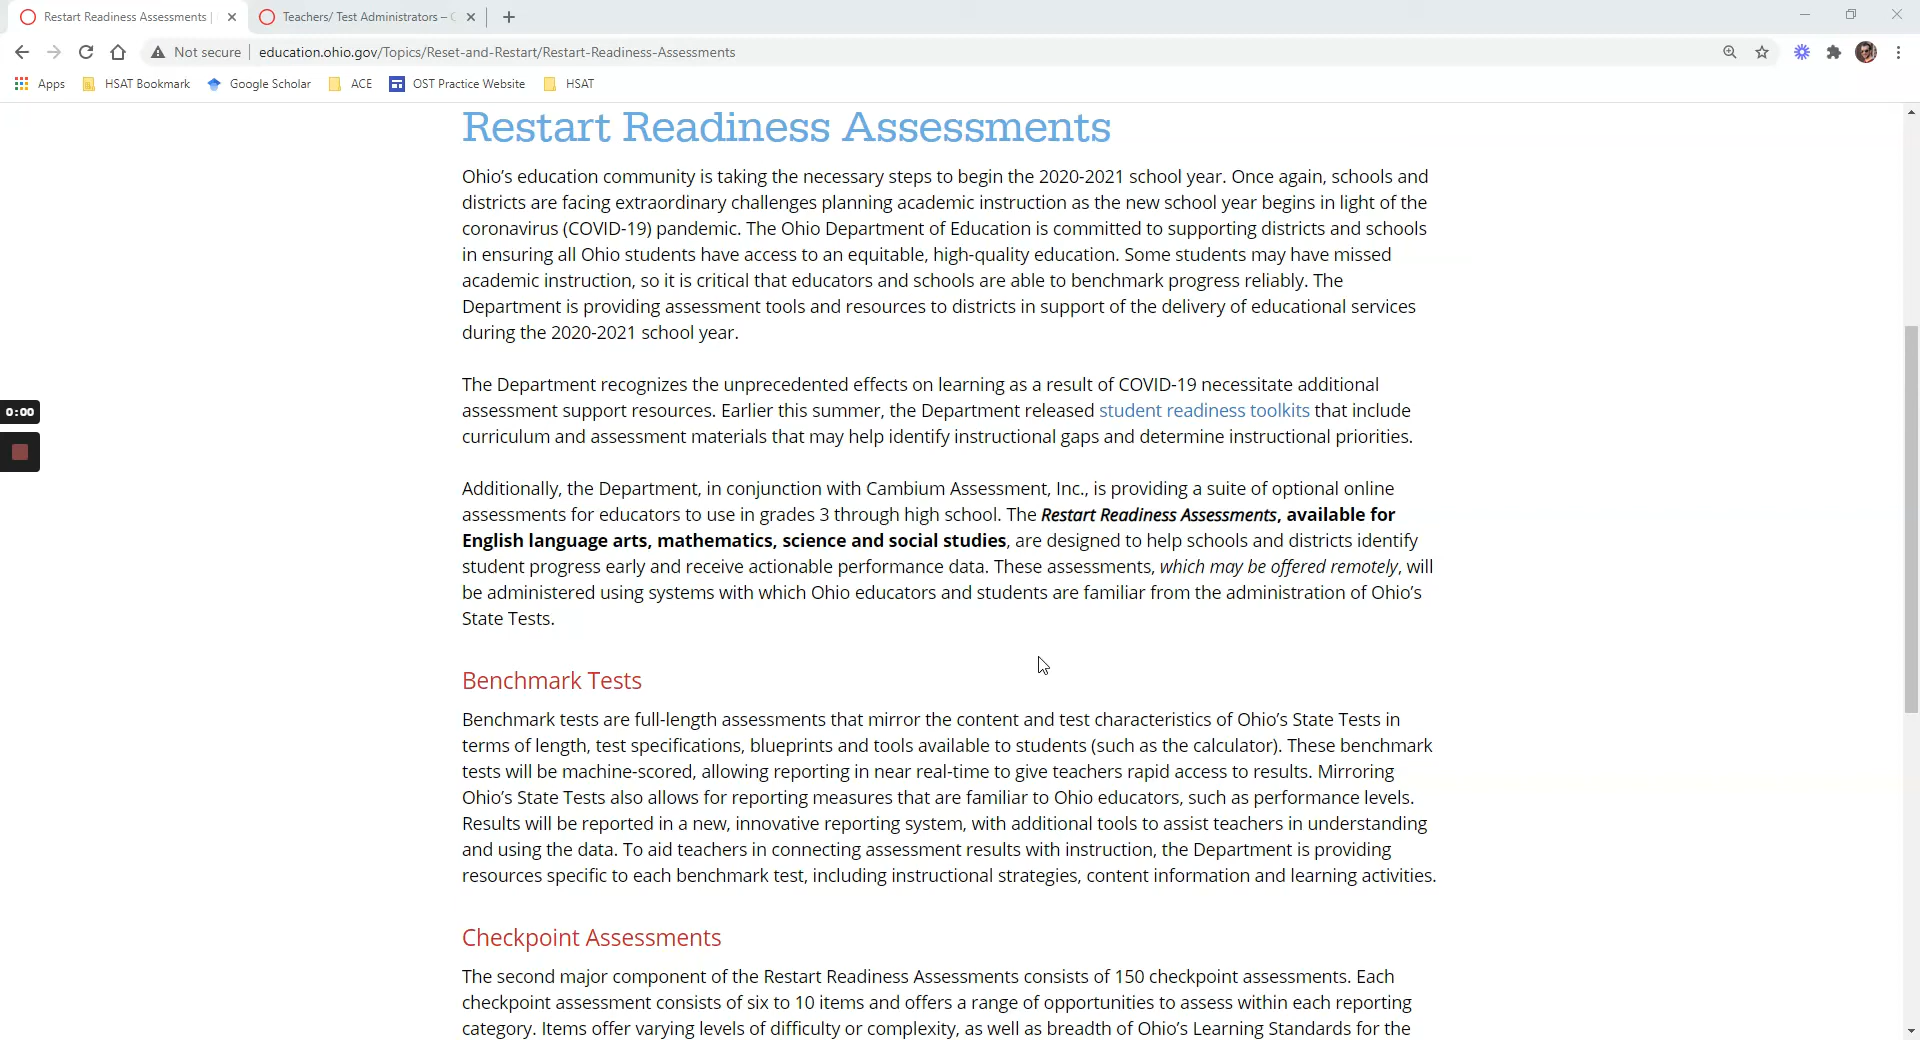 Restart Readiness Assessments |
Teachers/ Test Administrators –
Not secure
education.ohio.gov/Topics/Reset-and-Restart/Restart-Readiness-Assessments
Apps
HSAT Bookmark
Google Scholar
ACE
OST Practice Website
HSAT
Restart Readiness Assessments
Ohio’s education community is taking the necessary steps to begin the 2020-2021 school year. Once again, schools and
districts are facing extraordinary challenges planning academic instruction as the new school year begins in light of the
coronavirus (COVID-19) pandemic. The Ohio Department of Education is committed to supporting districts and schools
in ensuring all Ohio students have access to an equitable, high-quality education. Some students may have missed
academic instruction, so it is critical that educators and schools are able to benchmark progress reliably. The
Department is providing assessment tools and resources to districts in support of the delivery of educational services
during the 2020-2021 school year.
The Department recognizes the unprecedented effects on learning as a result of COVID-19 necessitate additional
assessment support resources. Earlier this summer, the Department released student readiness toolkits that include
curriculum and assessment materials that may help identify instructional gaps and determine instructional priorities.
0:00
Additionally, the Department, in conjunction with Cambium Assessment, Inc., is providing a suite of optional online
assessments for educators to use in grades 3 through high school. The Restart Readiness Assessments, available for
English language arts, mathematics, science and social studies, are designed to help schools and districts identify
student progress early and receive actionable performance data. These assessments, which may be offered remotely, will
be administered using systems with which Ohio educators and students are familiar from the administration of Ohio’s
State Tests.
Benchmark Tests
Benchmark tests are full-length assessments that mirror the content and test characteristics of Ohio’s State Tests in
terms of length, test specifications, blueprints and tools available to students (such as the calculator). These benchmark
tests will be machine-scored, allowing reporting in near real-time to give teachers rapid access to results. Mirroring
Ohio’s State Tests also allows for reporting measures that are familiar to Ohio educators, such as performance levels.
Results will be reported in a new, innovative reporting system, with additional tools to assist teachers in understanding
and using the data. To aid teachers in connecting assessment results with instruction, the Department is providing
resources specific to each benchmark test, including instructional strategies, content information and learning activities.
Checkpoint Assessments
The second major component of the Restart Readiness Assessments consists of 150 checkpoint assessments. Each
checkpoint assessment consists of six to 10 items and offers a range of opportunities to assess within each reporting
category. Items offer varying levels of difficulty or complexity, as well as breadth of Ohio’s Learning Standards for the